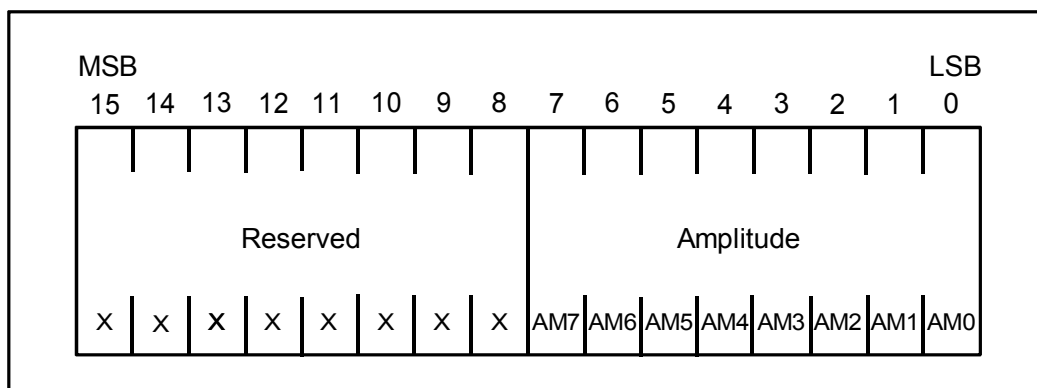 MSB LSB
15 14 13 12 11 10 9 8 7 6 5 4 3 2 1 0
Reserved Amplitude
X X X X X X X X AM7 AM6 AM5 AM4 AM3 AM2 AM1 AM0